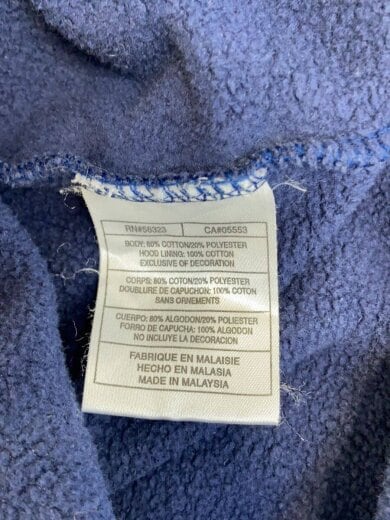 RN#56323 CA#05553
BODY: 80% COTTON/20% POLYESTER
HOOD LINING: 100% COTTON
EXCLUSIVE OF DECORATION
CORPS: 80% COTON/20% POLYESTER
DOUBLURE DE CAPUCHON: 100% COTON
SANS ORNEMENTS
CUERPO: 80% ALGODON/20% POLIESTER
FORRO DE CAPUCHA: 100% ALGODON
NO INCLUYE LA DECORACION
FABRIQUE EN MALAISIE
HECHO EN MALASIA
MADE IN MALAYSIA